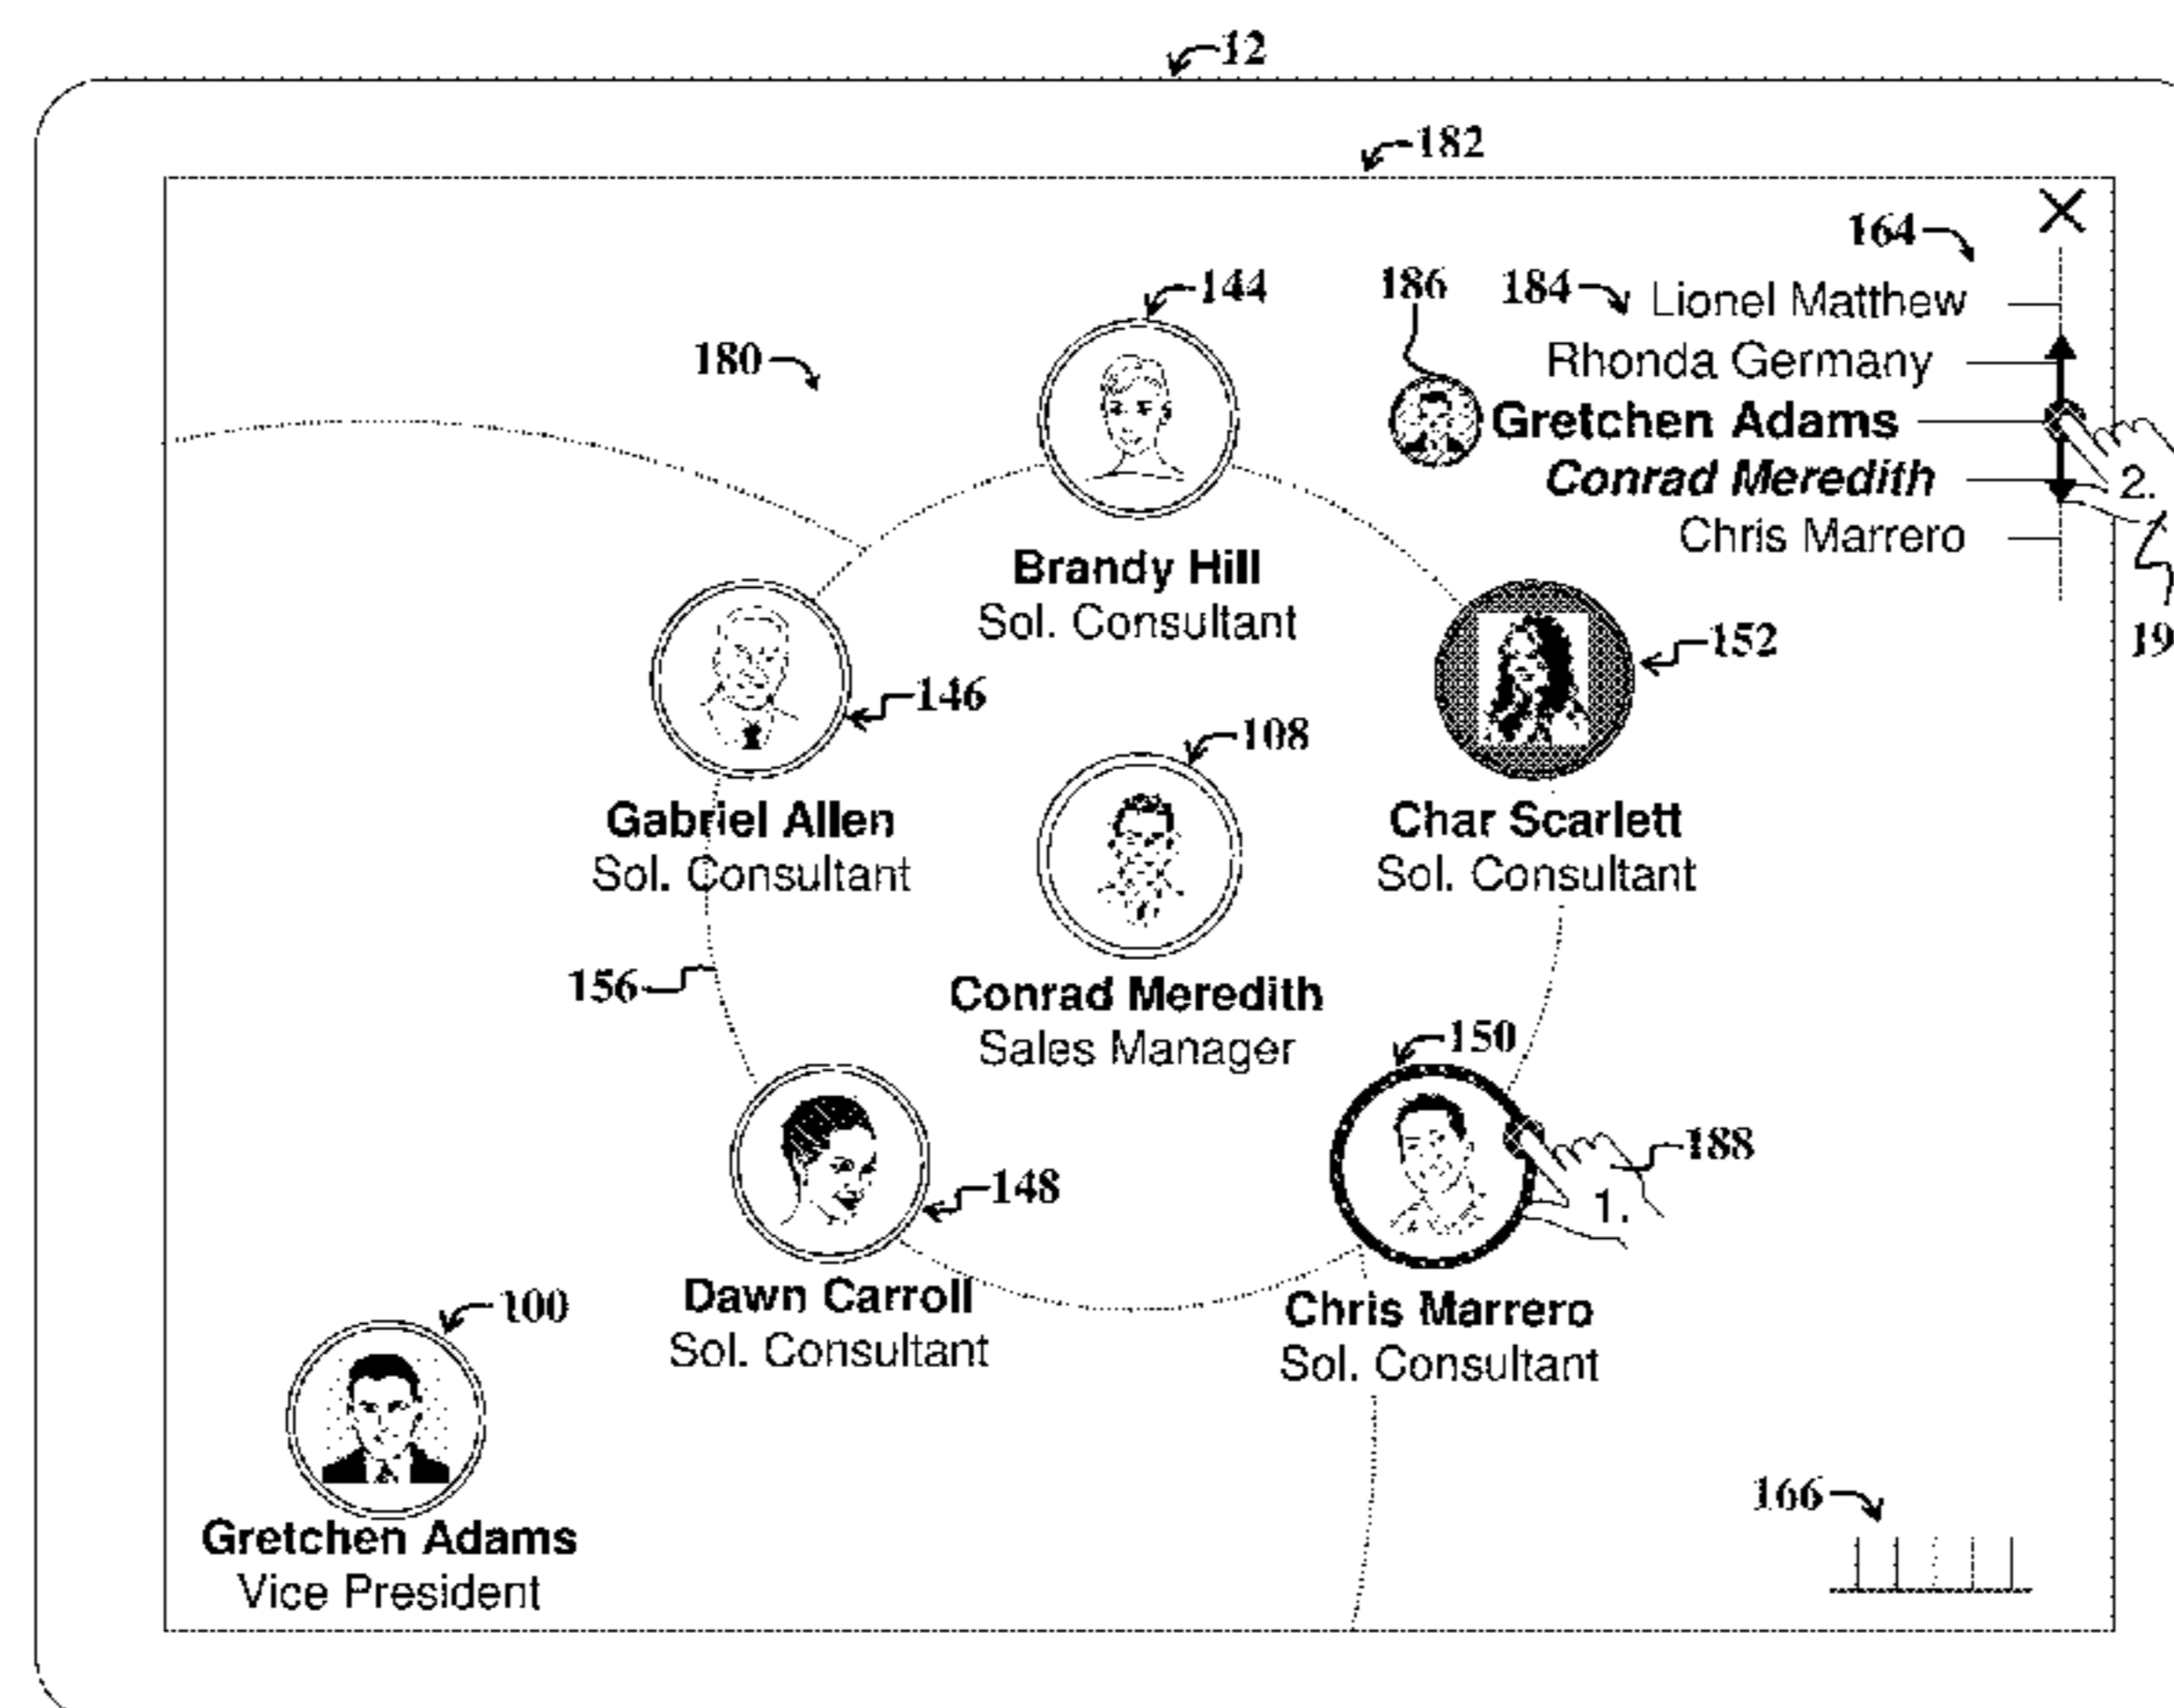 12
182
164
186
184
Lionel Matthew
144
180
Rhonda Germany
Gretchen Adams
Conrad Meredith
2.
Chris Marrero
Brandy Hill
Sol. Consultant
152
19
146
108
Gabriel Allen
Sol. Consultant
Char Scarlett
Sol. Consultant
156
Conrad Meredith
Sales Manager
150
188
148
1.
Dawn Carroll
Sol. Consultant
Chris Marrero
Sol. Consultant
100
Gretchen Adams
Vice President
166